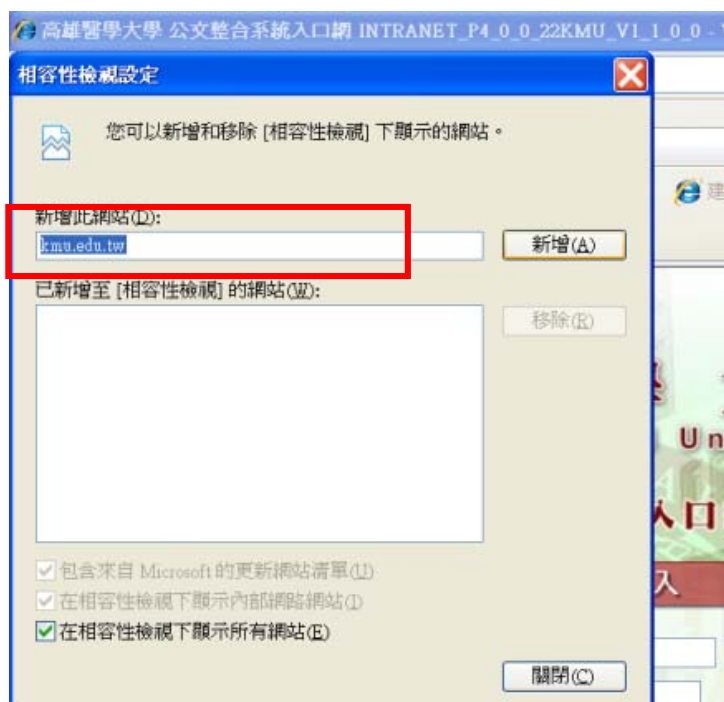 高雄醫學大學 公文整合系統入口網 INTRANET_P4_0_0_22KMU_V1_1_0_0 -
相容性檢視設定
您可以新增和移除 [相容性檢視] 下顯示的網站。
建
新增此網站(D):
kmu.edu.tw
新增(A)
已新增至 [相容性檢視] 的網站(W):
移除(R)
Un
入口
入
包含來自 Microsoft 的更新網站清單(U)
在相容性檢視下顯示內部網路網站(I)
在相容性檢視下顯示所有網站(E)
關閉(C)